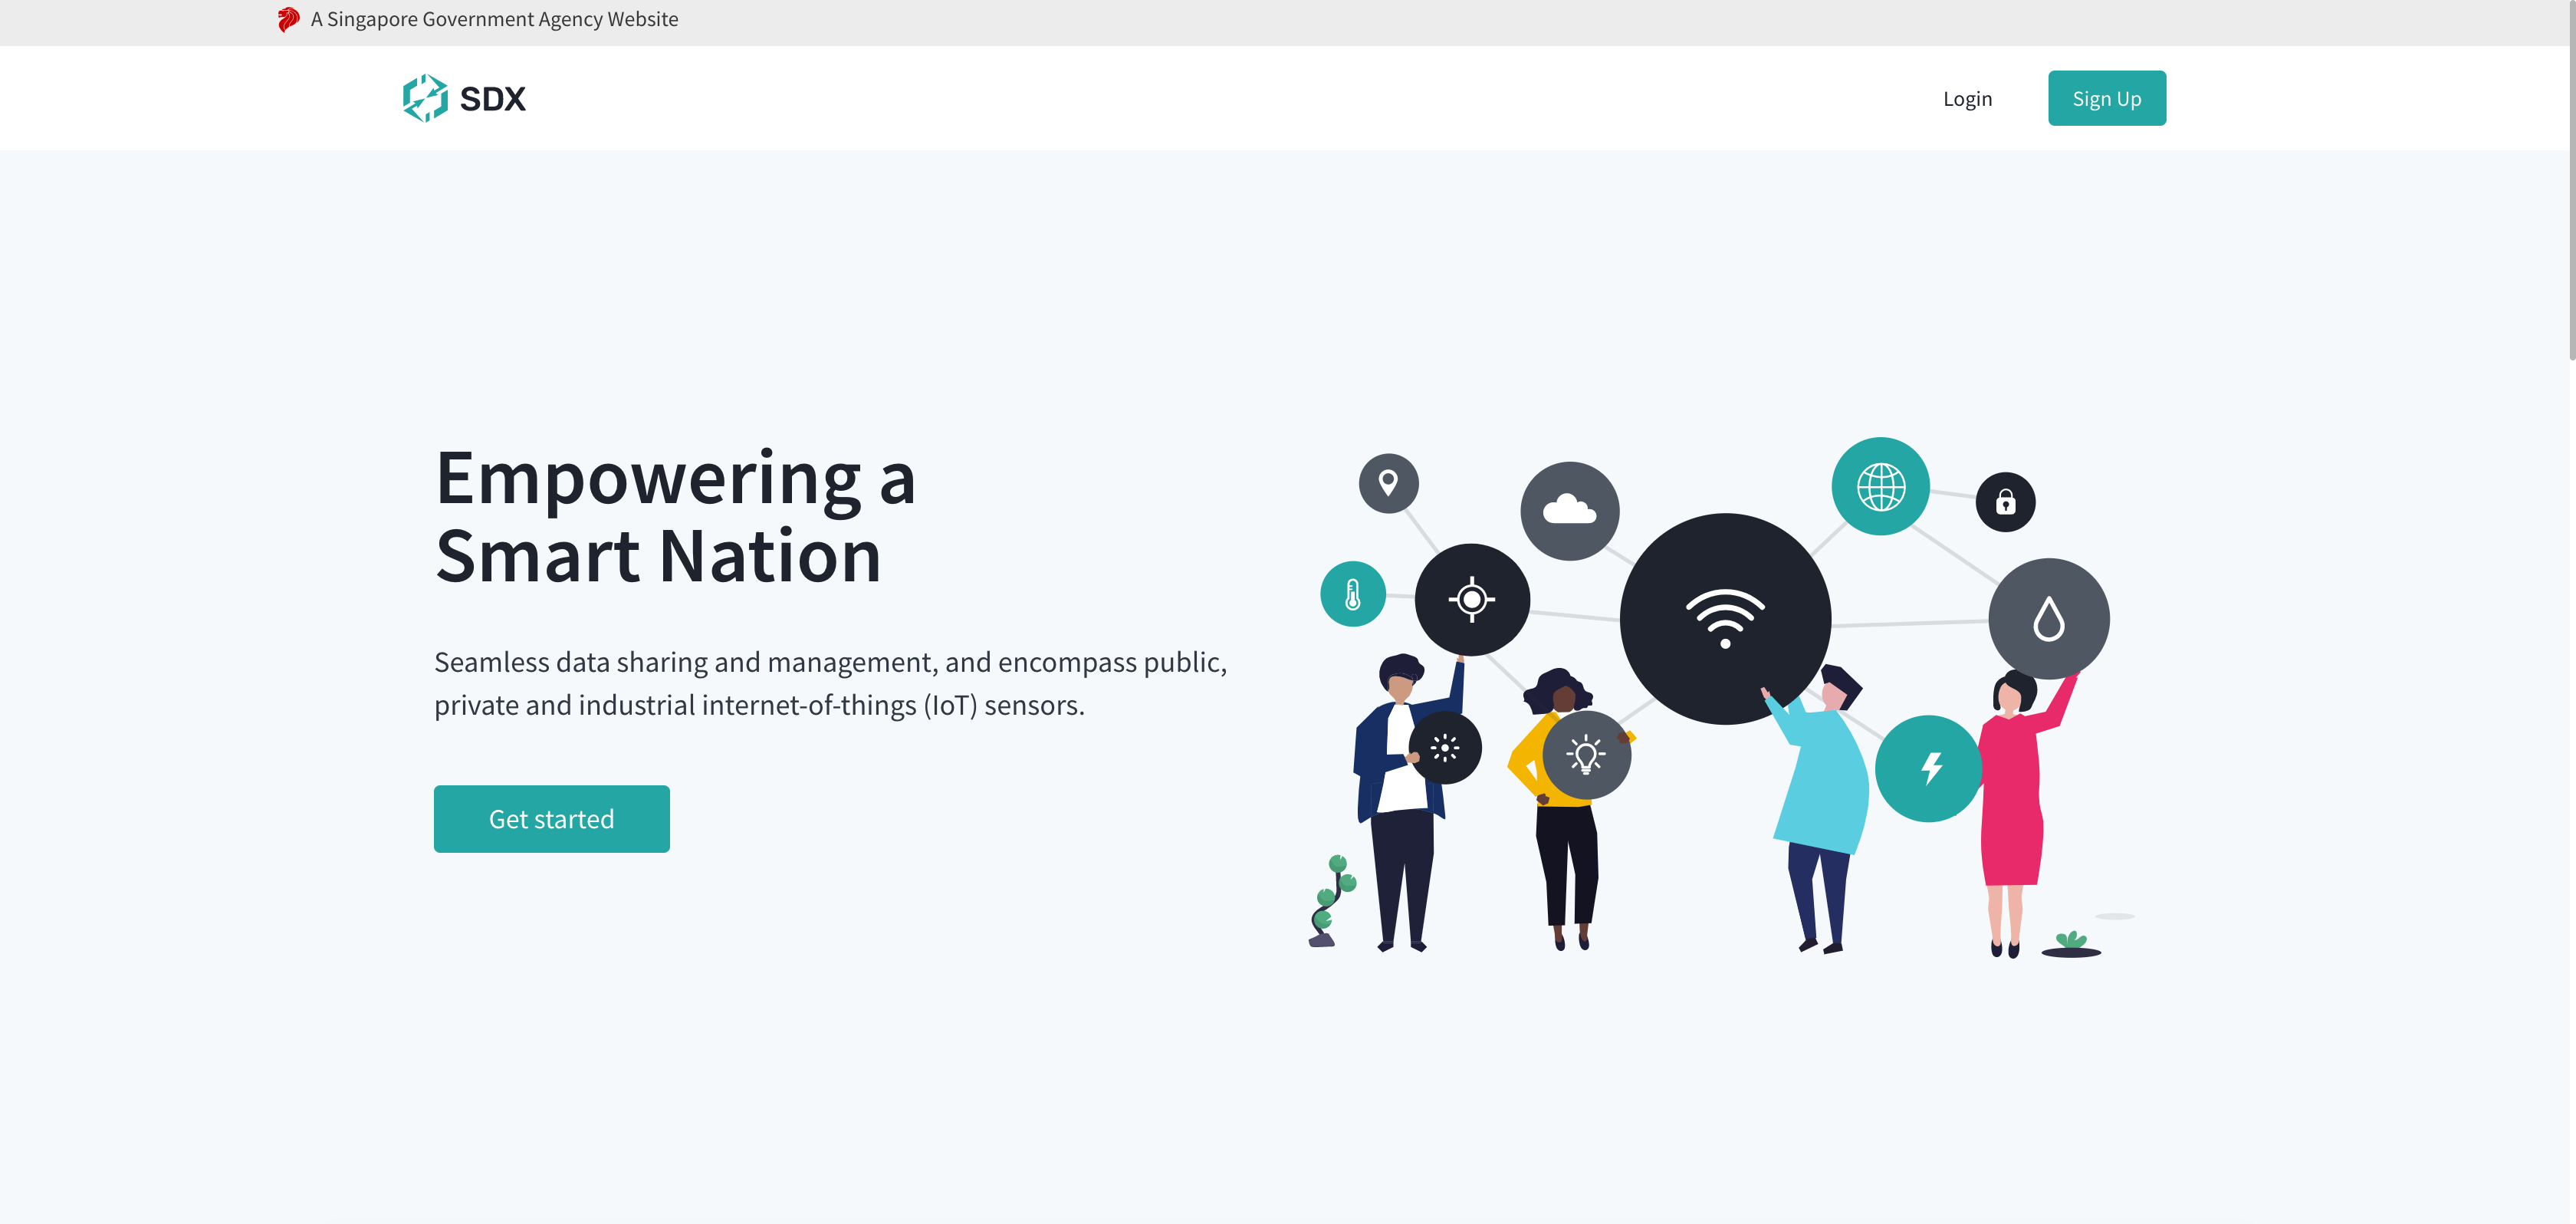 A Singapore Government Agency Website
SDX
Login
Sign Up
Empowering a
Smart Nation
Seamless data sharing and management, and encompass public,
private and industrial internet-of-things (IoT) sensors.
Get started